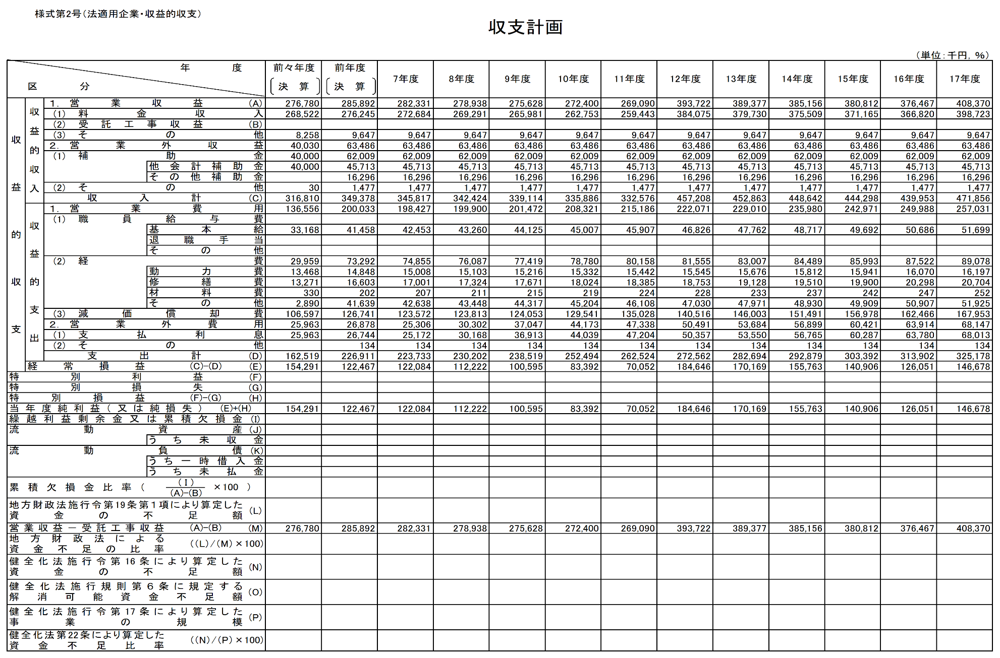 様式第2号（法適用企業・収益的収支）
収支計画
（単位：千円，％）
年度 区分 前々年度（決算） 前年度（決算） 7年度 8年度 9年度 10年度 11年度 12年度 13年度 14年度 15年度 16年度 17年度
収益的収支
収益的収入
1. 営業収益 (A) 276,780 285,892 282,331 278,938 275,628 272,400 269,090 393,722 389,377 385,156 380,812 376,467 408,370
(1) 料金収入 268,522 276,245 272,684 269,291 265,981 262,753 259,443 384,075 379,730 375,509 371,165 366,820 398,723
(2) 受託工事収益 (B)
(3) その他 8,258 9,647 9,647 9,647 9,647 9,647 9,647 9,647 9,647 9,647 9,647 9,647 9,647
2. 営業外収益 40,030 63,486 63,486 63,486 63,486 63,486 63,486 63,486 63,486 63,486 63,486 63,486 63,486
(1) 補助金 40,000 62,009 62,009 62,009 62,009 62,009 62,009 62,009 62,009 62,009 62,009 62,009 62,009
他会計補助金 40,000 45,713 45,713 45,713 45,713 45,713 45,713 45,713 45,713 45,713 45,713 45,713 45,713
その他補助金 16,296 16,296 16,296 16,296 16,296 16,296 16,296 16,296 16,296 16,296 16,296 16,296
(2) その他 30 1,477 1,477 1,477 1,477 1,477 1,477 1,477 1,477 1,477 1,477 1,477 1,477
収入計 (C) 316,810 349,378 345,817 342,424 339,114 335,886 332,576 457,208 452,863 448,642 444,298 439,953 471,856
収益的支出
1. 営業費用 136,556 200,033 198,427 199,900 201,472 208,321 215,186 222,071 229,010 235,980 242,971 249,988 257,031
(1) 職員給与費
基本給 33,168 41,458 42,453 43,260 44,125 45,007 45,907 46,826 47,762 48,717 49,692 50,686 51,699
退職手当
その他
(2) 経費 29,959 73,292 74,855 76,087 77,419 78,780 80,158 81,555 83,007 84,489 85,993 87,522 89,078
動力費 13,468 14,848 15,008 15,103 15,216 15,332 15,442 15,545 15,676 15,812 15,941 16,070 16,197
修繕費 13,271 16,603 17,001 17,324 17,671 18,024 18,385 18,753 19,128 19,510 19,900 20,298 20,704
材料費 330 202 207 211 215 219 224 228 233 237 242 247 252
その他 2,890 41,639 42,638 43,448 44,317 45,204 46,108 47,030 47,971 48,930 49,909 50,907 51,925
(3) 減価償却費 106,597 126,741 123,572 123,813 124,053 129,541 135,028 140,516 146,003 151,491 156,978 162,466 167,953
2. 営業外費用 25,963 26,878 25,306 30,302 37,047 44,173 47,338 50,491 53,684 56,899 60,421 63,914 68,147
(1) 支払利息 25,963 26,744 25,172 30,168 36,913 44,039 47,204 50,357 53,550 56,765 60,287 63,780 68,013
(2) その他 134 134 134 134 134 134 134 134 134 134 134 134
支出計 (D) 162,519 226,911 223,733 230,202 238,519 252,494 262,524 272,562 282,694 292,879 303,392 313,902 325,178
経常損益 (C)-(D) (E) 154,291 122,467 122,084 112,222 100,595 83,392 70,052 184,646 170,169 155,763 140,906 126,051 146,678
特別利益 (F)
特別損失 (G)
特別損益 (F)-(G) (H)
当年度純利益(又は純損失) (E)+(H) 154,291 122,467 122,084 112,222 100,595 83,392 70,052 184,646 170,169 155,763 140,906 126,051 146,678
繰越利益剰余金又は累積欠損金 (I)
流動資産 (J)
うち未収金
流動負債 (K)
うち一時借入金
うち未払金
累積欠損金比率( (I) / (A)-(B) ×100 )
地方財政法施行令第19条第1項により算定した
資金の不足額 (L)
営業収益－受託工事収益 (A)-(B) (M) 276,780 285,892 282,331 278,938 275,628 272,400 269,090 393,722 389,377 385,156 380,812 376,467 408,370
地方財政法による
資金不足の比率 ((L)/(M)×100)
健全化法施行令第16条により算定した
資金の不足額 (N)
健全化法施行規則第6条に規定する
解消可能資金不足額 (O)
健全化法施行令第17条により算定した
事業の規模 (P)
健全化法第22条により算定した
資金不足比率 ((N)/(P)×100)